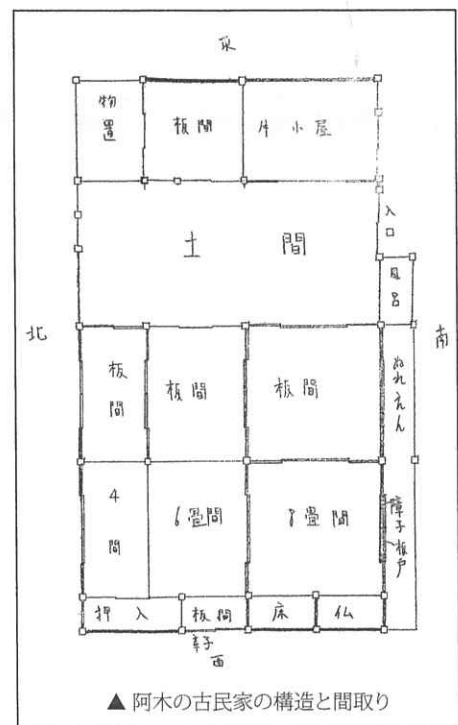 東
物置
板間
牛小屋
土間
入口
風呂
北
南
板間
板間
板間
ぬれえん
4間
6畳間
8畳間
障子
板戸
押入
板間
床
仏
西
▲ 阿木の古民家の構造と間取り